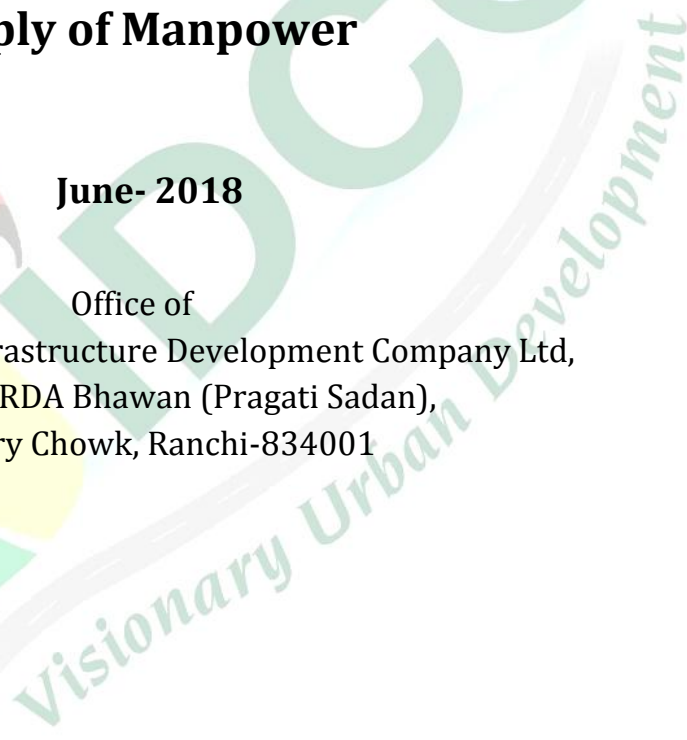 ply of Manpower
June- 2018
Office of
rastructure Development Company Ltd,
RDA Bhawan (Pragati Sadan),
ry Chowk, Ranchi-834001
IDCO
Visionary Urban Development